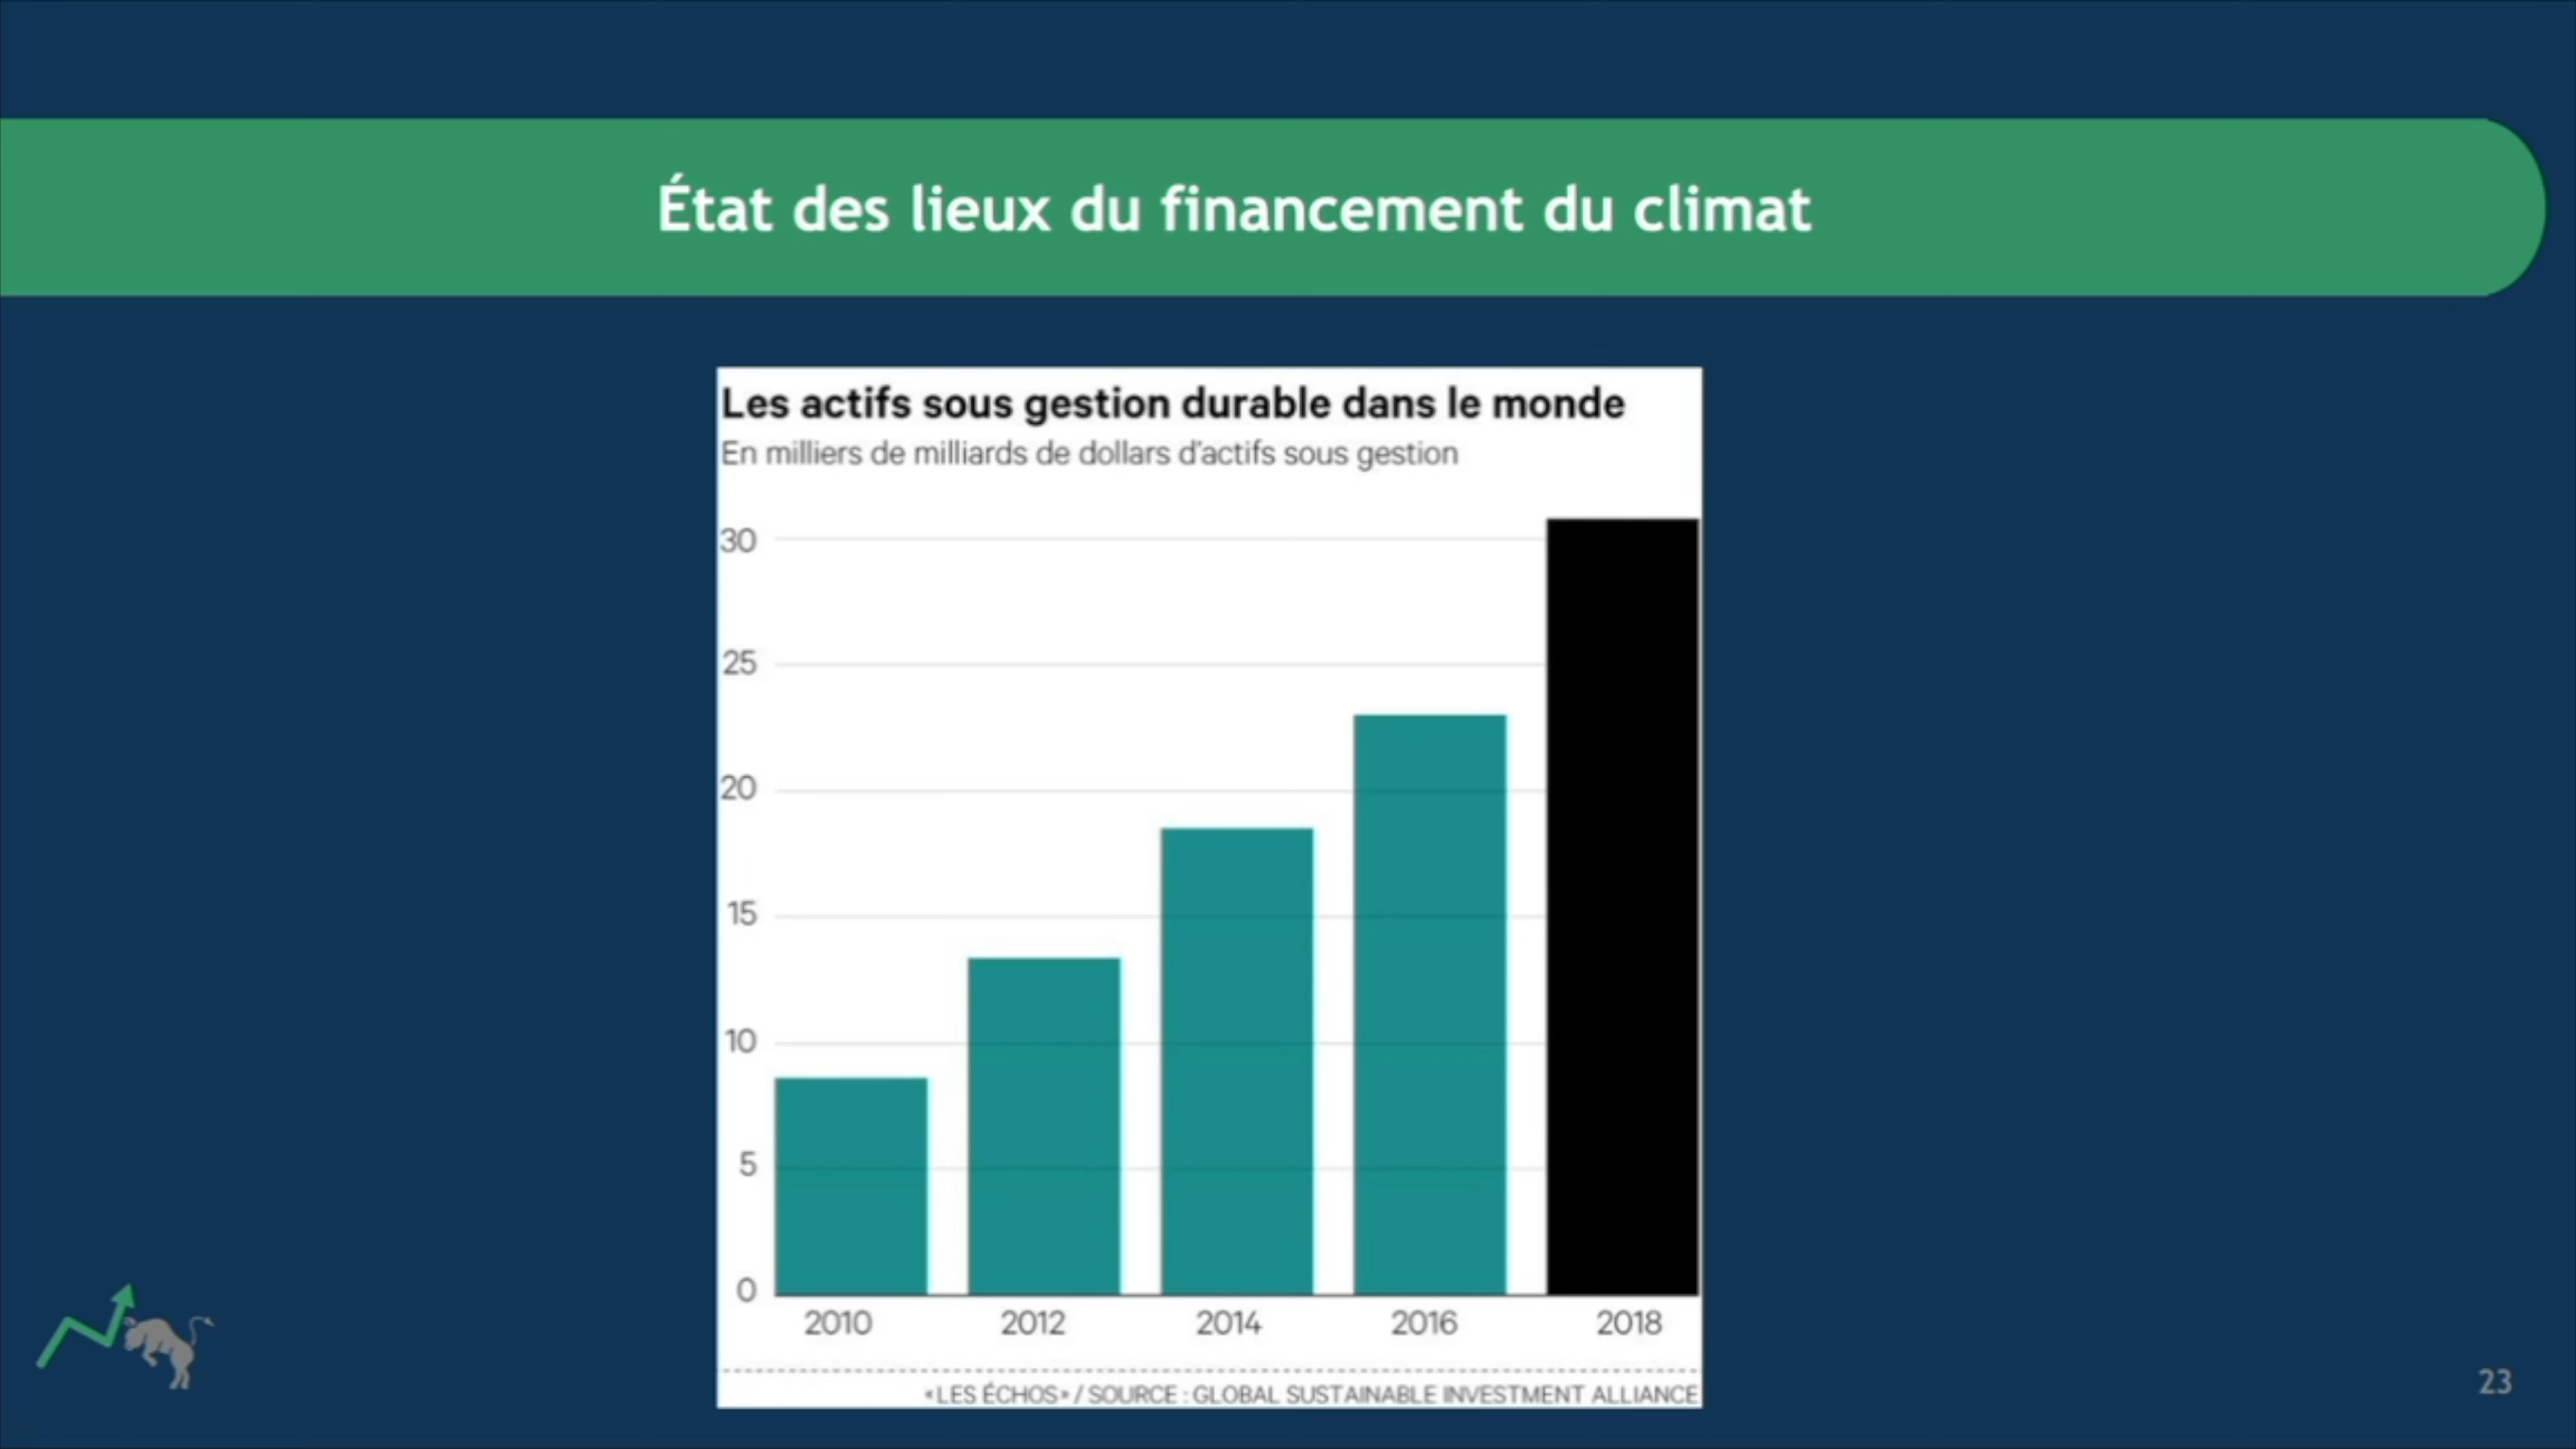 État des lieux du financement du climat
Les actifs sous gestion durable dans le monde
En milliers de milliards de dollars d'actifs sous gestion
30
25
20
15
10
5
0
2010 2012 2014 2016 2018
«LES ÉCHOS» / SOURCE : GLOBAL SUSTAINABLE INVESTMENT ALLIANCE
23